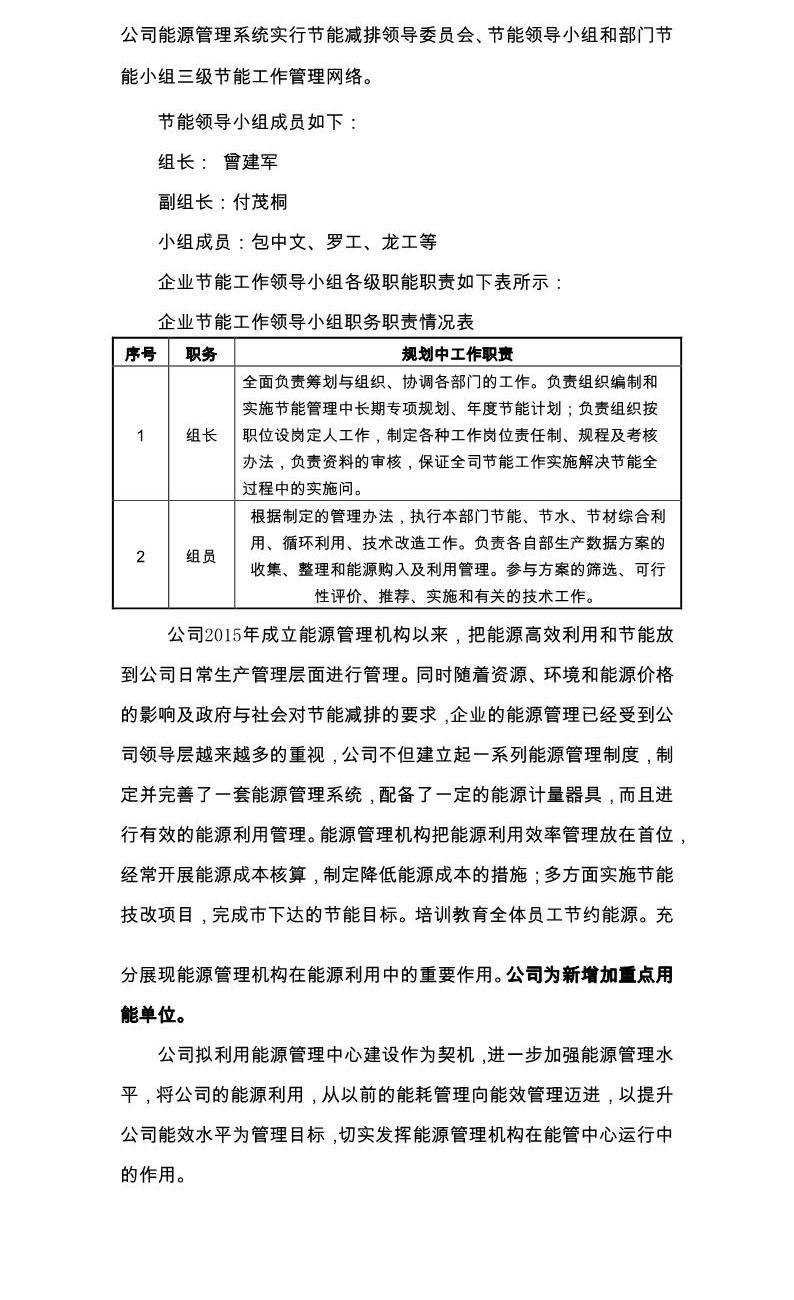 公司能源管理系统实行节能减排领导委员会、节能领导小组和部门节
能小组三级节能工作管理网络。
节能领导小组成员如下：
组长： 曾建军
副组长：付茂桐
小组成员：包中文、罗工、龙工等
企业节能工作领导小组各级职能职责如下表所示：
企业节能工作领导小组职务职责情况表
序号 职务 规划中工作职责
全面负责筹划与组织、协调各部门的工作。负责组织编制和
实施节能管理中长期专项规划、年度节能计划；负责组织按
1 组长 职位设岗定人工作，制定各种工作岗位责任制、规程及考核
办法，负责资料的审核，保证全司节能工作实施解决节能全
过程中的实施问。
根据制定的管理办法，执行本部门节能、节水、节材综合利
用、循环利用、技术改造工作。负责各自部生产数据方案的
2 组员 收集、整理和能源购入及利用管理。参与方案的筛选、可行
性评价、推荐、实施和有关的技术工作。
公司2015年成立能源管理机构以来，把能源高效利用和节能放
到公司日常生产管理层面进行管理。同时随着资源、环境和能源价格
的影响及政府与社会对节能减排的要求，企业的能源管理已经受到公
司领导层越来越多的重视，公司不但建立起一系列能源管理制度，制
定并完善了一套能源管理系统，配备了一定的能源计量器具，而且进
行有效的能源利用管理。能源管理机构把能源利用效率管理放在首位，
经常开展能源成本核算，制定降低能源成本的措施；多方面实施节能
技改项目，完成市下达的节能目标。培训教育全体员工节约能源。充
分展现能源管理机构在能源利用中的重要作用。公司为新增加重点用
能单位。
公司拟利用能源管理中心建设作为契机，进一步加强能源管理水
平，将公司的能源利用，从以前的能耗管理向能效管理迈进，以提升
公司能效水平为管理目标，切实发挥能源管理机构在能管中心运行中
的作用。